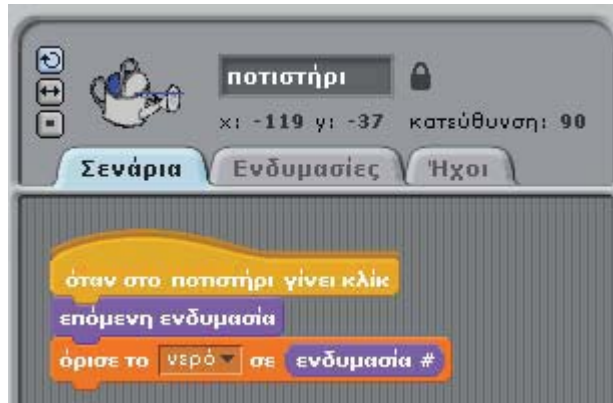 ποτιστήρι
x: -119 y: -37 κατεύθυνση: 90
Σενάρια Ενδυμασίες Ήχοι
όταν στο ποτιστήρι γίνει κλίκ
επόμενη ενδυμασία
όρισε το νερό σε ενδυμασία #